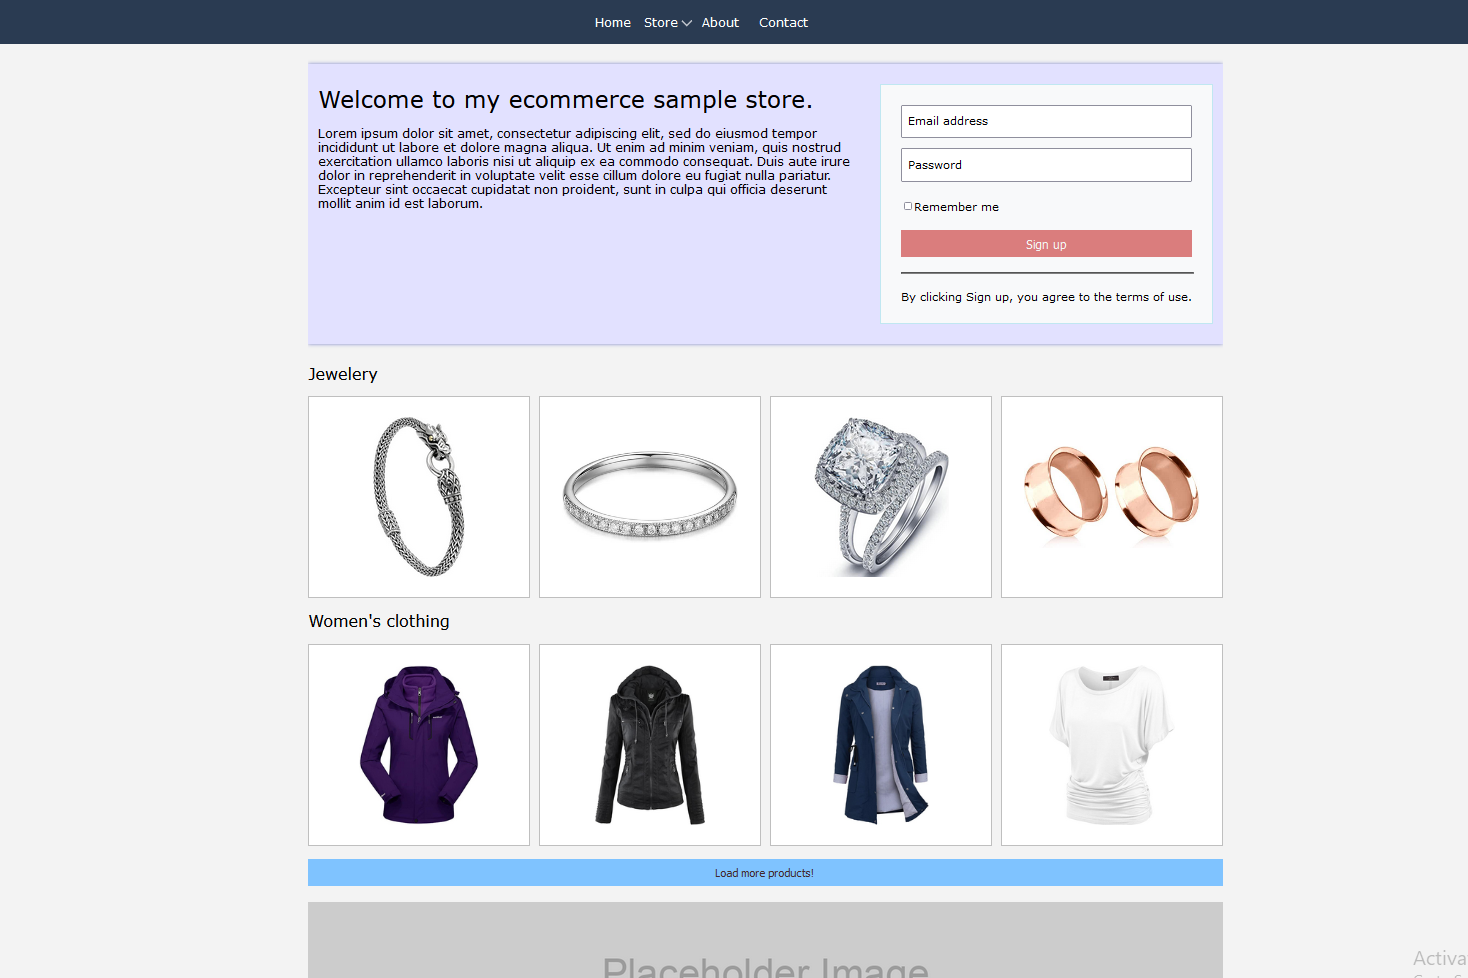 Home Store About Contact
Welcome to my ecommerce sample store.
Lorem ipsum dolor sit amet, consectetur adipiscing elit, sed do eiusmod tempor
incididunt ut labore et dolore magna aliqua. Ut enim ad minim veniam, quis nostrud
exercitation ullamco laboris nisi ut aliquip ex ea commodo consequat. Duis aute irure
dolor in reprehenderit in voluptate velit esse cillum dolore eu fugiat nulla pariatur.
Excepteur sint occaecat cupidatat non proident, sunt in culpa qui officia deserunt
mollit anim id est laborum.
Email address
Password
Remember me
Sign up
By clicking Sign up, you agree to the terms of use.
Jewelery
Women's clothing
Load more products!
Placeholder Image
Activa